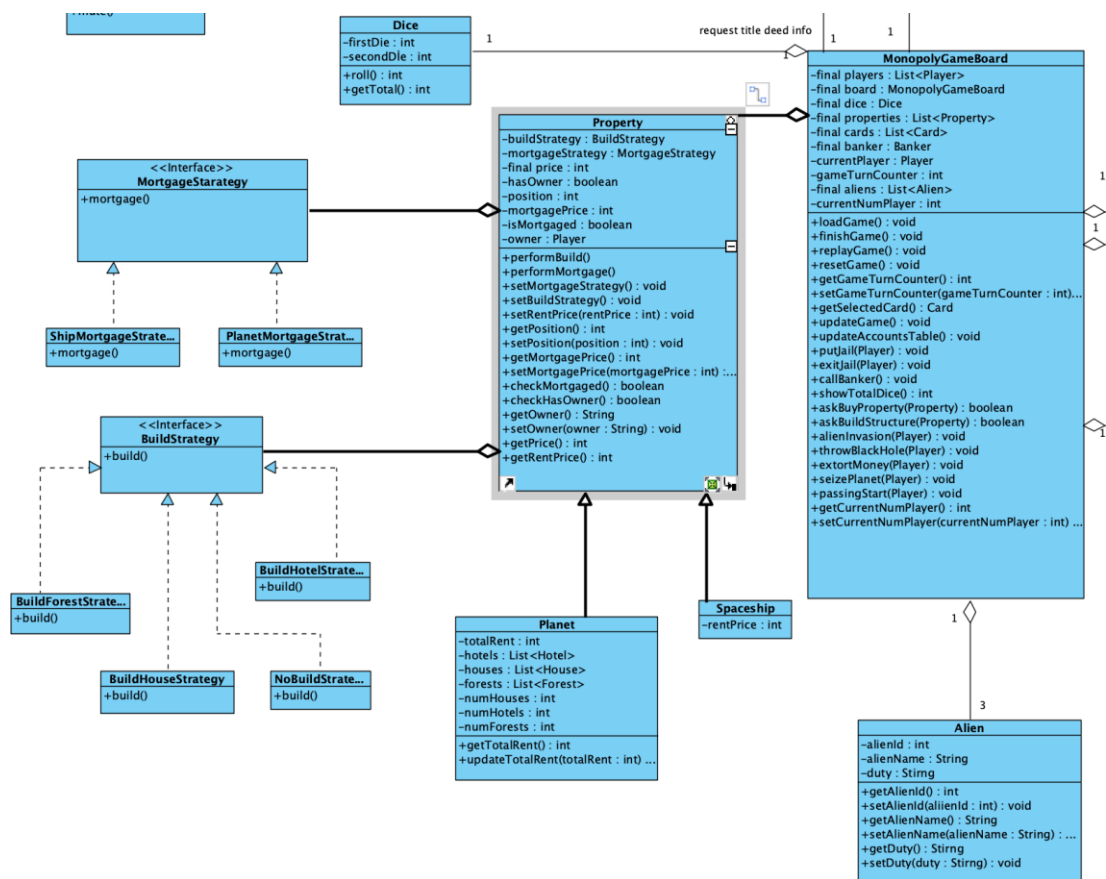 +mute() : void
Dice
-firstDie : int
-secondDIe : int
+roll() : int
+getTotal() : int
1
request title deed info
1
1
1
MonopolyGameBoard
-final players : List<Player>
-final board : MonopolyGameBoard
-final dice : Dice
-final properties : List<Property>
-final cards : List<Card>
-final banker : Banker
-currentPlayer : Player
-gameTurnCounter : int
-final aliens : List<Alien>
-currentNumPlayer : int
+loadGame() : void
+finishGame() : void
+replayGame() : void
+resetGame() : void
+getGameTurnCounter() : int
+setGameTurnCounter(gameTurnCounter : int)...
+getSelectedCard() : Card
+updateGame() : void
+updateAccountsTable() : void
+putJail(Player) : void
+exitJail(Player) : void
+callBanker() : void
+showTotalDice() : int
+askBuyProperty(Property) : boolean
+askBuildStructure(Property) : boolean
+alienInvasion(Player) : void
+throwBlackHole(Player) : void
+extortMoney(Player) : void
+seizePlanet(Player) : void
+passingStart(Player) : void
+getCurrentNumPlayer() : int
+setCurrentNumPlayer(currentNumPlayer : int) ...
1
1
1
Property
-buildStrategy : BuildStrategy
-mortgageStrategy : MortgageStrategy
-final price : int
-hasOwner : boolean
-position : int
-mortgagePrice : int
-isMortgaged : boolean
-owner : Player
+performBuild()
+performMortgage()
+setMortgageStrategy() : void
+setBuildStrategy() : void
+setRentPrice(rentPrice : int) : void
+getPosition() : int
+setPosition(position : int) : void
+getMortgagePrice() : int
+setMortgagePrice(mortgagePrice : int) :...
+checkMortgaged() : boolean
+checkHasOwner() : boolean
+getOwner() : String
+setOwner(owner : String) : void
+getPrice() : int
+getRentPrice() : int
<<Interface>>
MortgageStarategy
+mortgage()
ShipMortgageStrate...
+mortgage()
PlanetMortgageStrat...
+mortgage()
<<Interface>>
BuildStrategy
+build()
BuildForestStrate...
+build()
BuildHotelStrate...
+build()
BuildHouseStrategy
+build()
NoBuildStrate...
+build()
Planet
-totalRent : int
-hotels : List<Hotel>
-houses : List<House>
-forests : List<Forest>
-numHouses : int
-numHotels : int
-numForests : int
+getTotalRent() : int
+updateTotalRent(totalRent : int) ...
Spaceship
-rentPrice : int
1
3
Alien
-alienId : int
-alienName : String
-duty : Stirng
+getAlienId() : int
+setAlienId(aliienId : int) : void
+getAlienName() : String
+setAlienName(alienName : String) : ...
+getDuty() : Stirng
+setDuty(duty : Stirng) : void